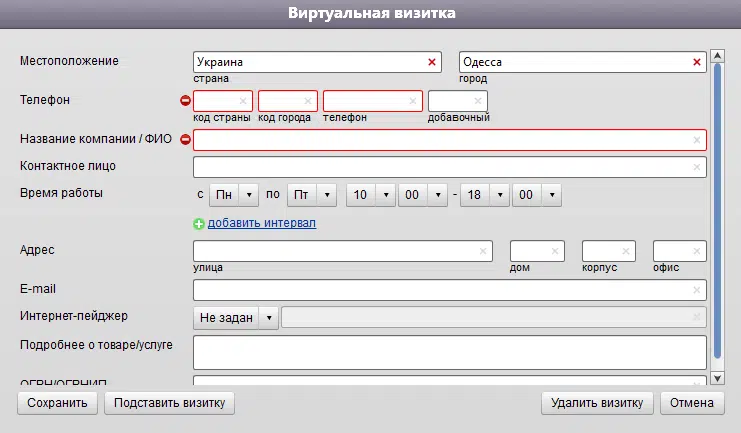 Виртуальная визитка
Местоположение Украина Одесса
страна город
Телефон
код страны код города телефон добавочный
Название компании / ФИО
Контактное лицо
Время работы с Пн по Пт 10 00 - 18 00
добавить интервал
Адрес
улица дом корпус офис
E-mail
Интернет-пейджер Не задан
Подробнее о товаре/услуге
ОГРН/ОГРНИП
Сохранить Подставить визитку Удалить визитку Отмена